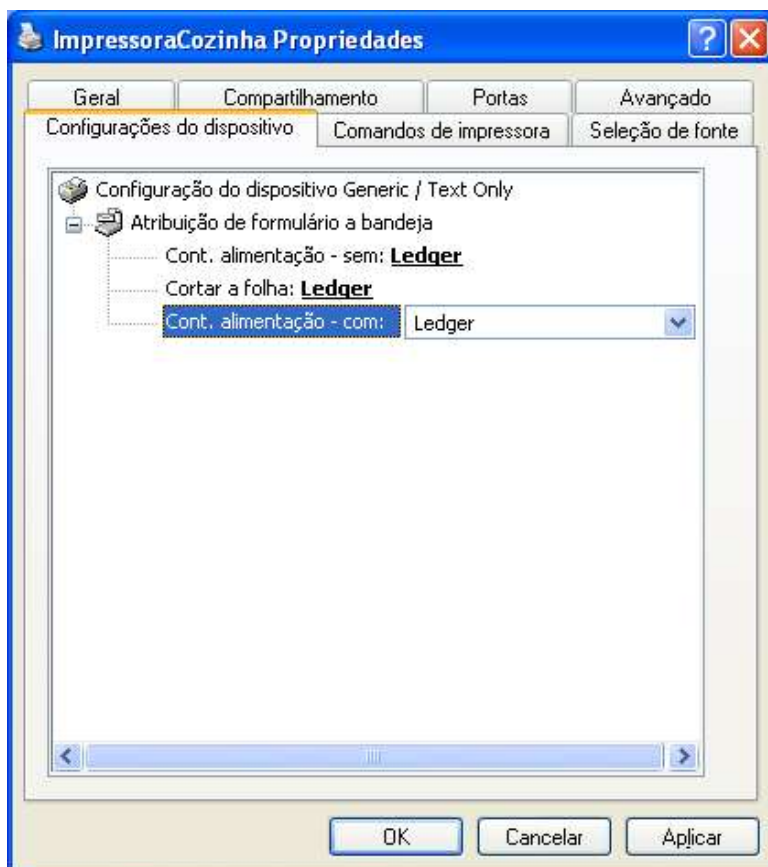 ImpressoraCozinha Propriedades
Geral Compartilhamento Portas Avançado
Configurações do dispositivo Comandos de impressora Seleção de fonte
Configuração do dispositivo Generic / Text Only
Atribuição de formulário a bandeja
Cont. alimentação - sem: Ledger
Cortar a folha: Ledger
Cont. alimentação - com: Ledger
OK Cancelar Aplicar